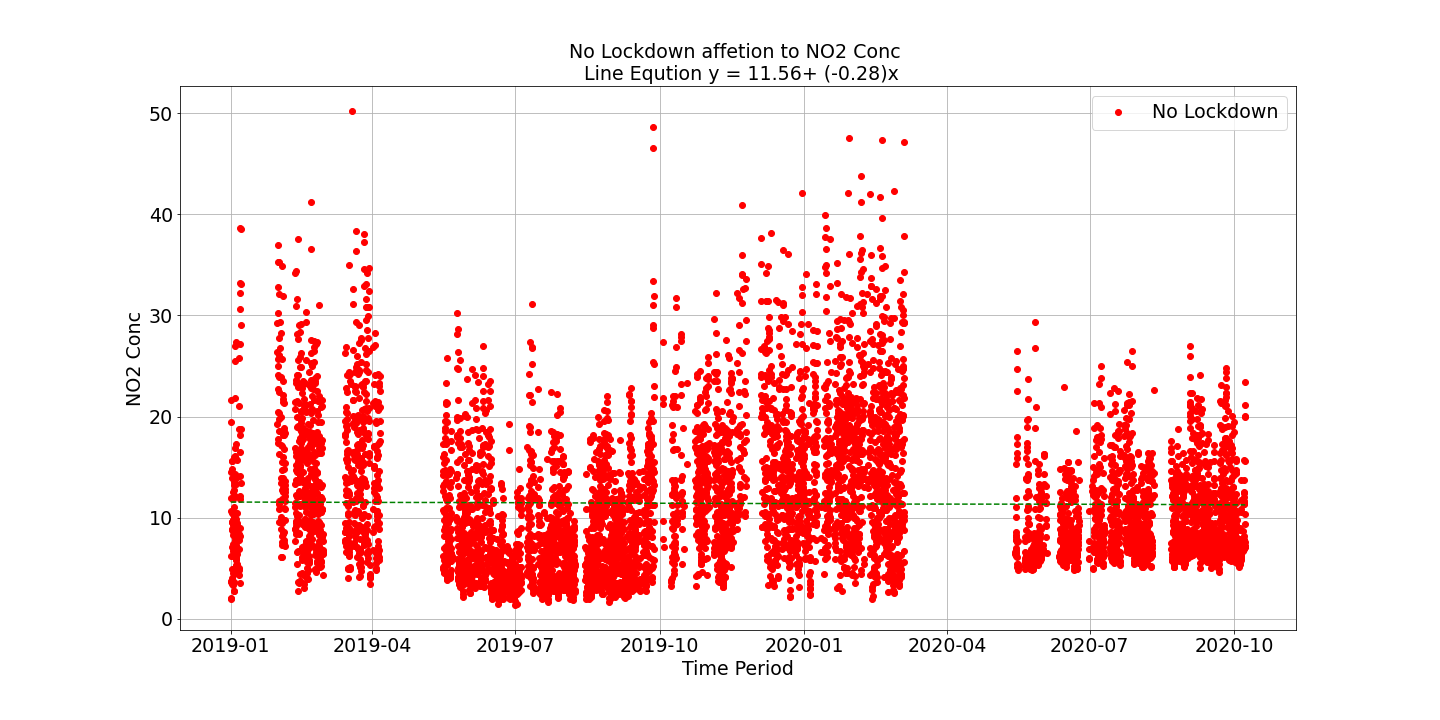 No Lockdown affetion to NO2 Conc
Line Eqution y = 11.56+ (-0.28)x
No Lockdown
50
40
30
20
10
0
NO2 Conc
2019-01 2019-04 2019-07 2019-10 2020-01 2020-04 2020-07 2020-10
Time Period